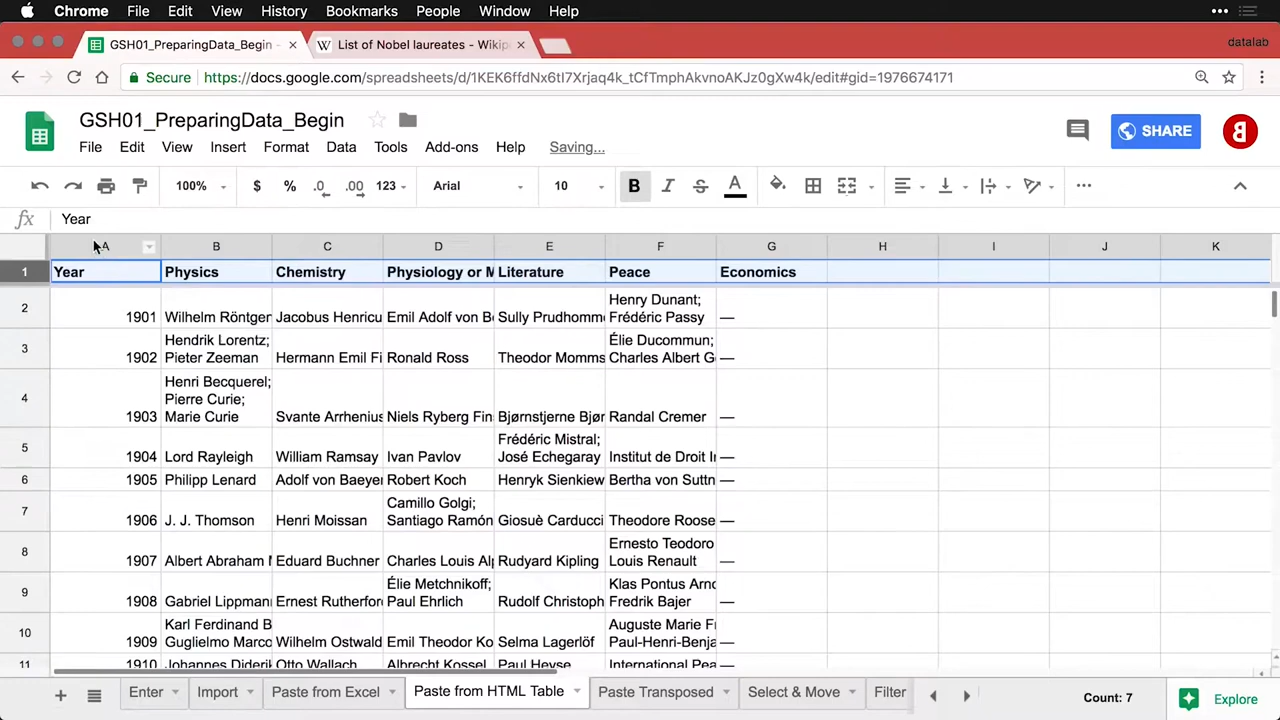 Chrome File Edit View History Bookmarks People Window Help
GSH01_PreparingData_Begin - List of Nobel laureates - Wikip datalab
Secure https://docs.google.com/spreadsheets/d/1KEK6ffdNx6tI7Xrjaq4k_tCfTmphAkvnoAKJz0gXw4k/edit#gid=1976674171
GSH01_PreparingData_Begin
File Edit View Insert Format Data Tools Add-ons Help Saving...
SHARE
100% $ % .0 .00 123 Arial 10 B I S A
fx Year
A B C D E F G H I J K
1 Year Physics Chemistry Physiology or M Literature Peace Economics
Henry Dunant;
2 1901 Wilhelm Röntgen Jacobus Henricu Emil Adolf von Be Sully Prudhomme Frédéric Passy —
Hendrik Lorentz; Élie Ducommun;
3 1902 Pieter Zeeman Hermann Emil Fi Ronald Ross Theodor Momms Charles Albert G —
Henri Becquerel;
Pierre Curie;
4 1903 Marie Curie Svante Arrhenius Niels Ryberg Fin Bjørnstjerne Bjør Randal Cremer —
Frédéric Mistral;
5 1904 Lord Rayleigh William Ramsay Ivan Pavlov José Echegaray Institut de Droit I —
6 1905 Philipp Lenard Adolf von Baeye Robert Koch Henryk Sienkiew Bertha von Suttn —
Camillo Golgi;
7 1906 J. J. Thomson Henri Moissan Santiago Ramón Giosuè Carducci Theodore Roose —
Ernesto Teodoro
8 1907 Albert Abraham M Eduard Buchner Charles Louis Alp Rudyard Kipling Louis Renault —
Élie Metchnikoff; Klas Pontus Arno
9 1908 Gabriel Lippman Ernest Rutherford Paul Ehrlich Rudolf Christoph Fredrik Bajer —
Karl Ferdinand B Auguste Marie F
10 1909 Guglielmo Marco Wilhelm Ostwald Emil Theodor Ko Selma Lagerlöf Paul-Henri-Benja —
11 1910 Johannes Diderik Otto Wallach Albrecht Kossel Paul Heyse International Pea —
Enter Import Paste from Excel Paste from HTML Table Paste Transposed Select & Move Filter Count: 7 Explore